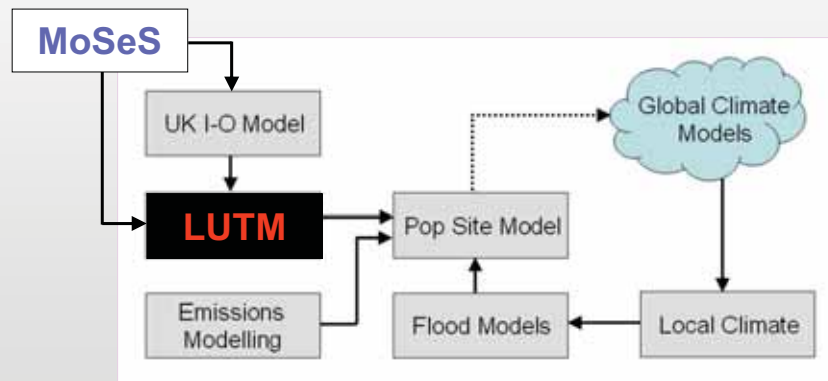 MoSeS
UK I-O Model
Global Climate
Models
LUTM
Pop Site Model
Emissions
Modelling
Flood Models
Local Climate